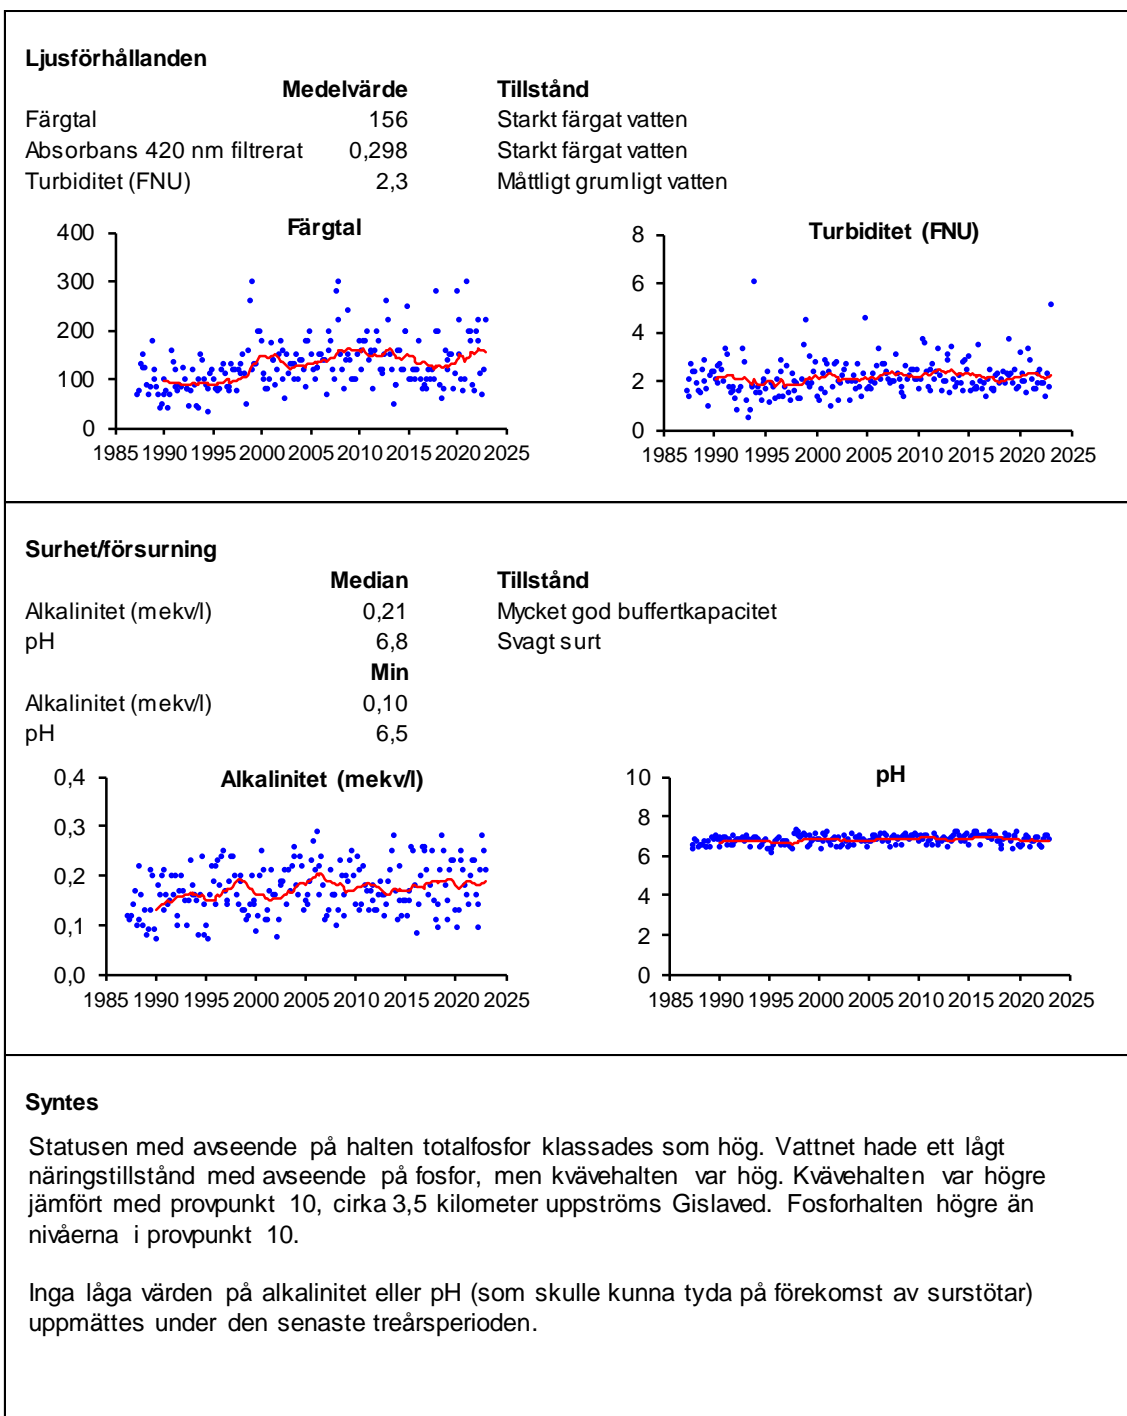 Ljusförhållanden
Medelvärde Tillstånd
Färgtal 156 Starkt färgat vatten
Absorbans 420 nm filtrerat 0,298 Starkt färgat vatten
Turbiditet (FNU) 2,3 Måttligt grumligt vatten
Färgtal
400
300
200
100
0
1985 1990 1995 2000 2005 2010 2015 2020 2025
Turbiditet (FNU)
8
6
4
2
0
1985 1990 1995 2000 2005 2010 2015 2020 2025
Surhet/försurning
Median Tillstånd
Alkalinitet (mekv/l) 0,21 Mycket god buffertkapacitet
pH 6,8 Svagt surt
Min
Alkalinitet (mekv/l) 0,10
pH 6,5
Alkalinitet (mekv/l)
0,4
0,3
0,2
0,1
0,0
1985 1990 1995 2000 2005 2010 2015 2020 2025
pH
10
8
6
4
2
0
1985 1990 1995 2000 2005 2010 2015 2020 2025
Syntes
Statusen med avseende på halten totalfosfor klassades som hög. Vattnet hade ett lågt
näringstillstånd med avseende på fosfor, men kvävehalten var hög. Kvävehalten var högre
jämfört med provpunkt 10, cirka 3,5 kilometer uppströms Gislaved. Fosforhalten högre än
nivåerna i provpunkt 10.
Inga låga värden på alkalinitet eller pH (som skulle kunna tyda på förekomst av surstötar)
uppmättes under den senaste treårsperioden.